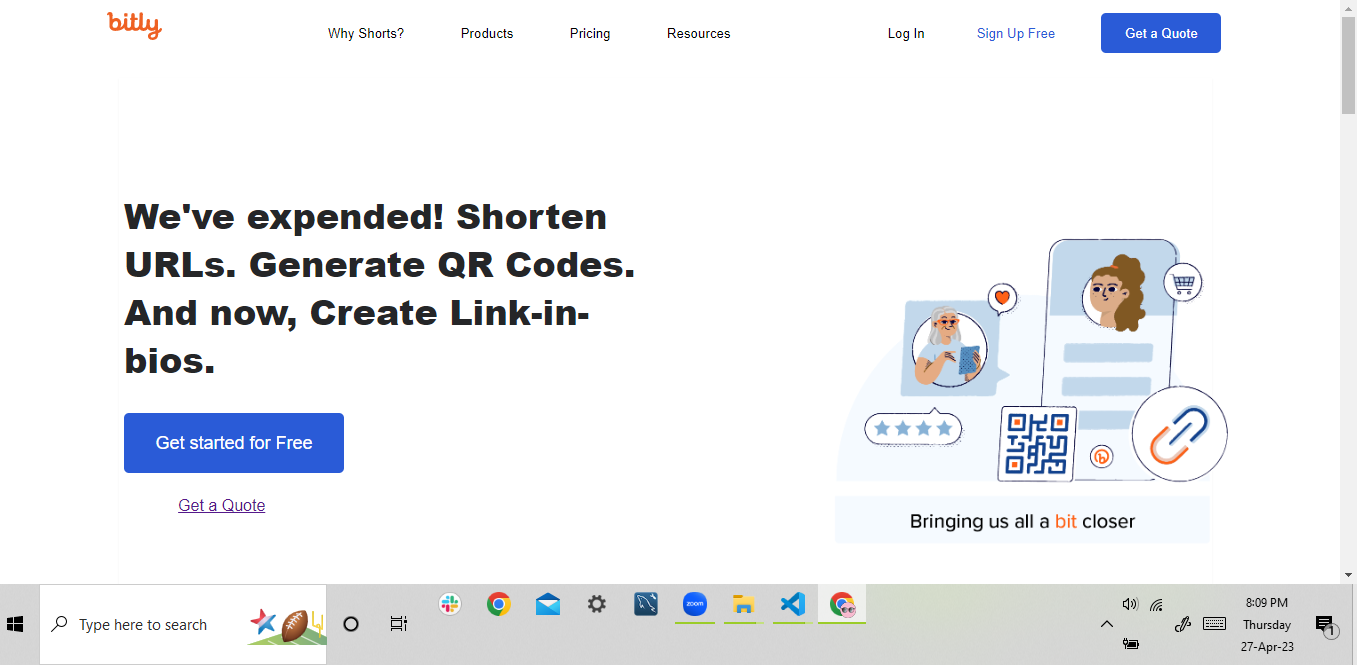 bitly
Why Shorts?
Products
Pricing
Resources
Log In
Sign Up Free
Get a Quote
We've expended! Shorten
URLs. Generate QR Codes.
And now, Create Link-in-
bios.
Get started for Free
Get a Quote
Bringing us all a bit closer
Type here to search
zoom
8:09 PM
Thursday
27-Apr-23
1